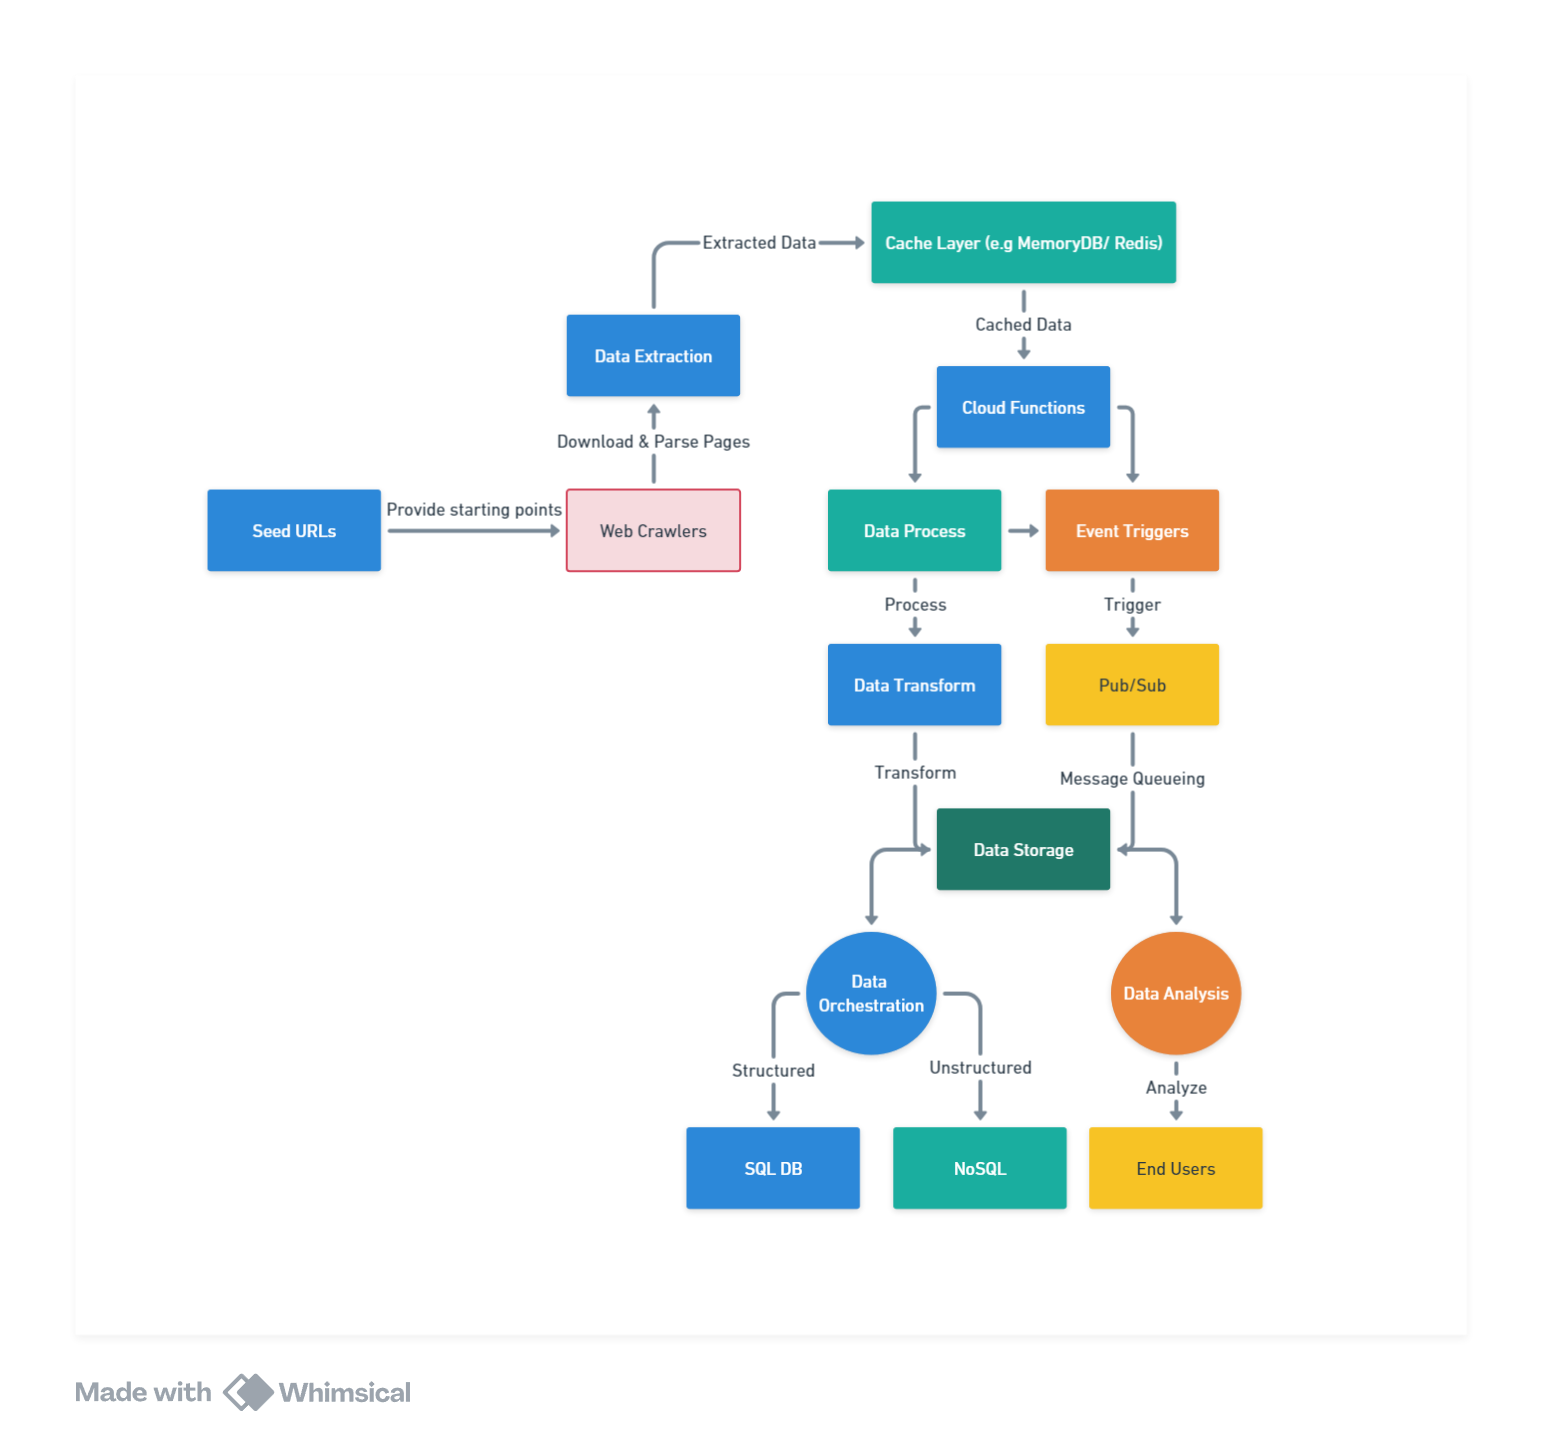 Extracted Data
Cache Layer (e.g MemoryDB/ Redis)
Cached Data
Data Extraction
Cloud Functions
Download & Parse Pages
Seed URLs
Provide starting points
Web Crawlers
Data Process
Event Triggers
Process
Trigger
Data Transform
Pub/Sub
Transform
Message Queueing
Data Storage
Data
Orchestration
Data Analysis
Structured
Unstructured
Analyze
SQL DB
NoSQL
End Users
Made with Whimsical